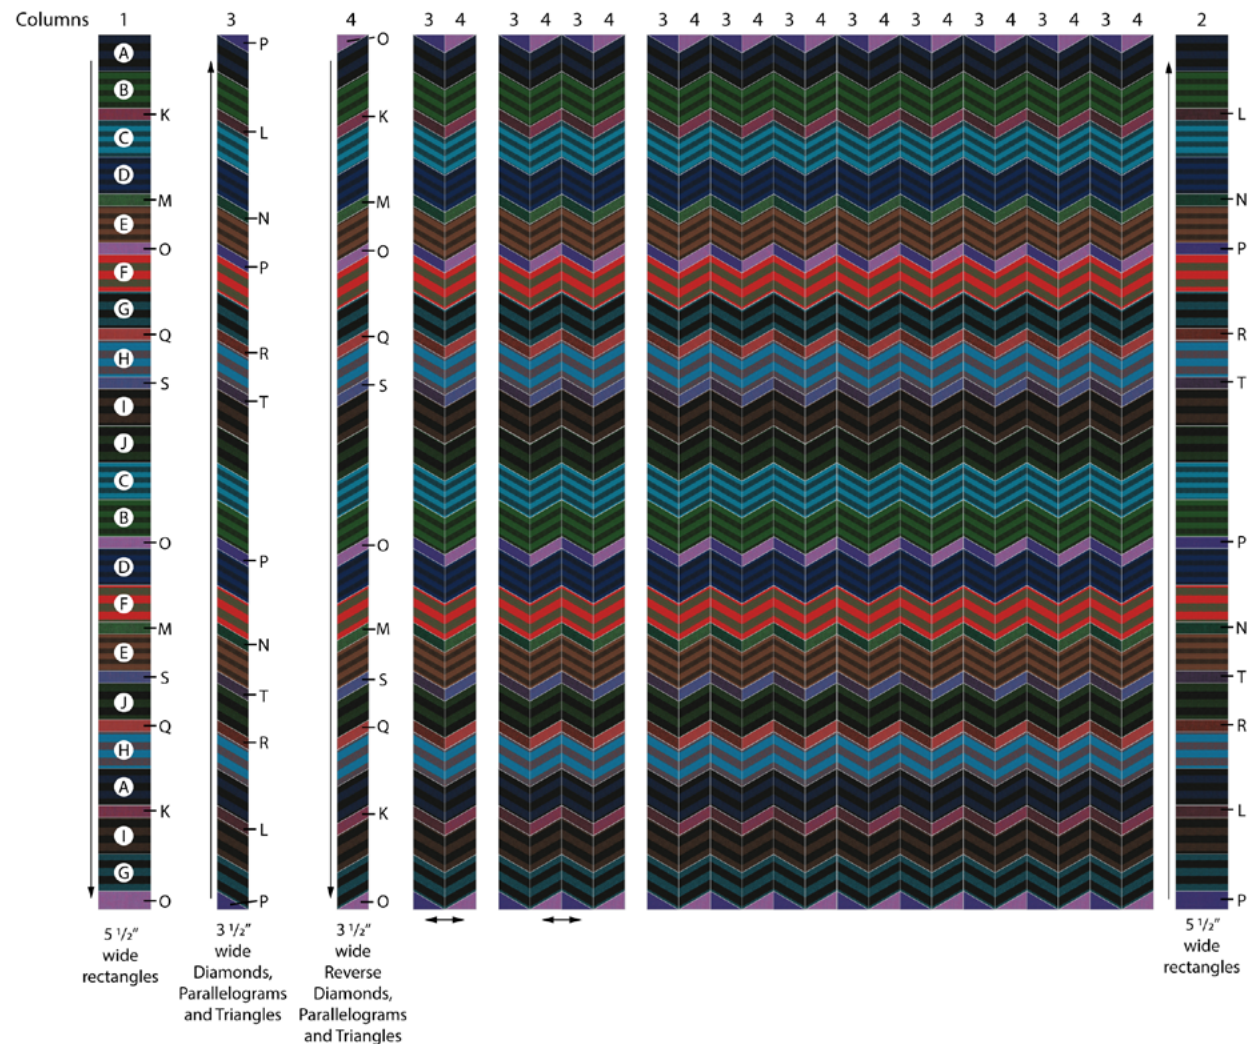 Columns 1 3 4 3 4 3 4 3 4 3 4 3 4 3 4 3 4 3 4 3 4 3 4 3 4 2
A
B
K
C
D
M
E
O
F
G
Q
H
S
I
J
C
B
O
D
F
M
E
S
J
Q
H
A
K
I
G
O
5 1/2"
wide
rectangles
P
L
N
P
R
T
P
N
T
R
L
P
3 1/2"
wide
Diamonds,
Parallelograms
and Triangles
O
K
M
O
Q
S
O
M
S
Q
K
O
3 1/2"
wide
Reverse
Diamonds,
Parallelograms
and Triangles
L
N
P
R
T
P
N
T
R
L
P
5 1/2"
wide
rectangles